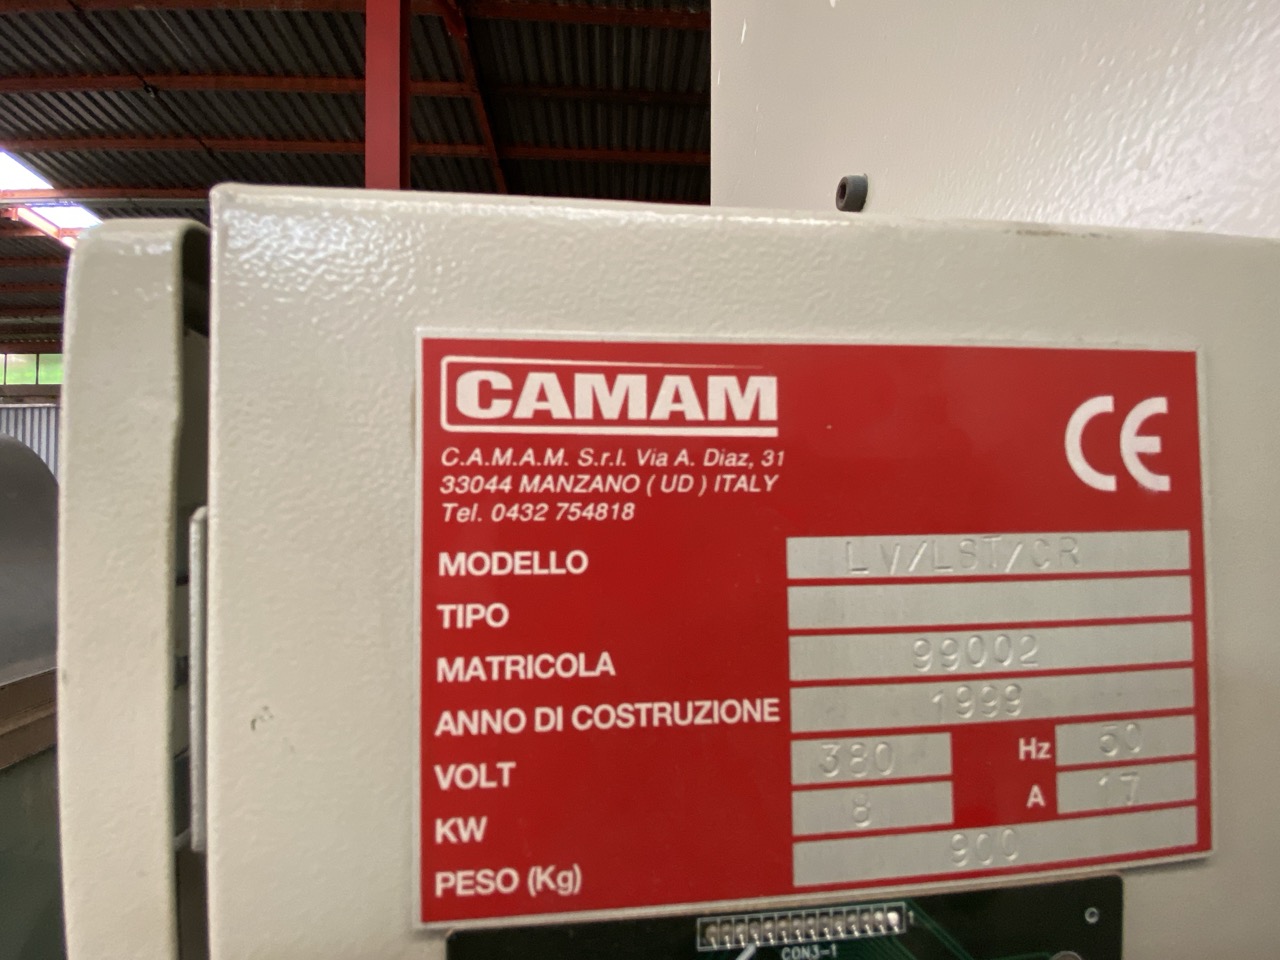 CAMAM
CE
C.A.M.A.M. S.r.l. Via A. Diaz, 31
33044 MANZANO ( UD ) ITALY
Tel. 0432 754818
MODELLO LV/LST/CR
TIPO
MATRICOLA 99002
ANNO DI COSTRUZIONE 1999
VOLT 380 Hz 50
KW 8 A 17
PESO (Kg) 900
1
CON3-1